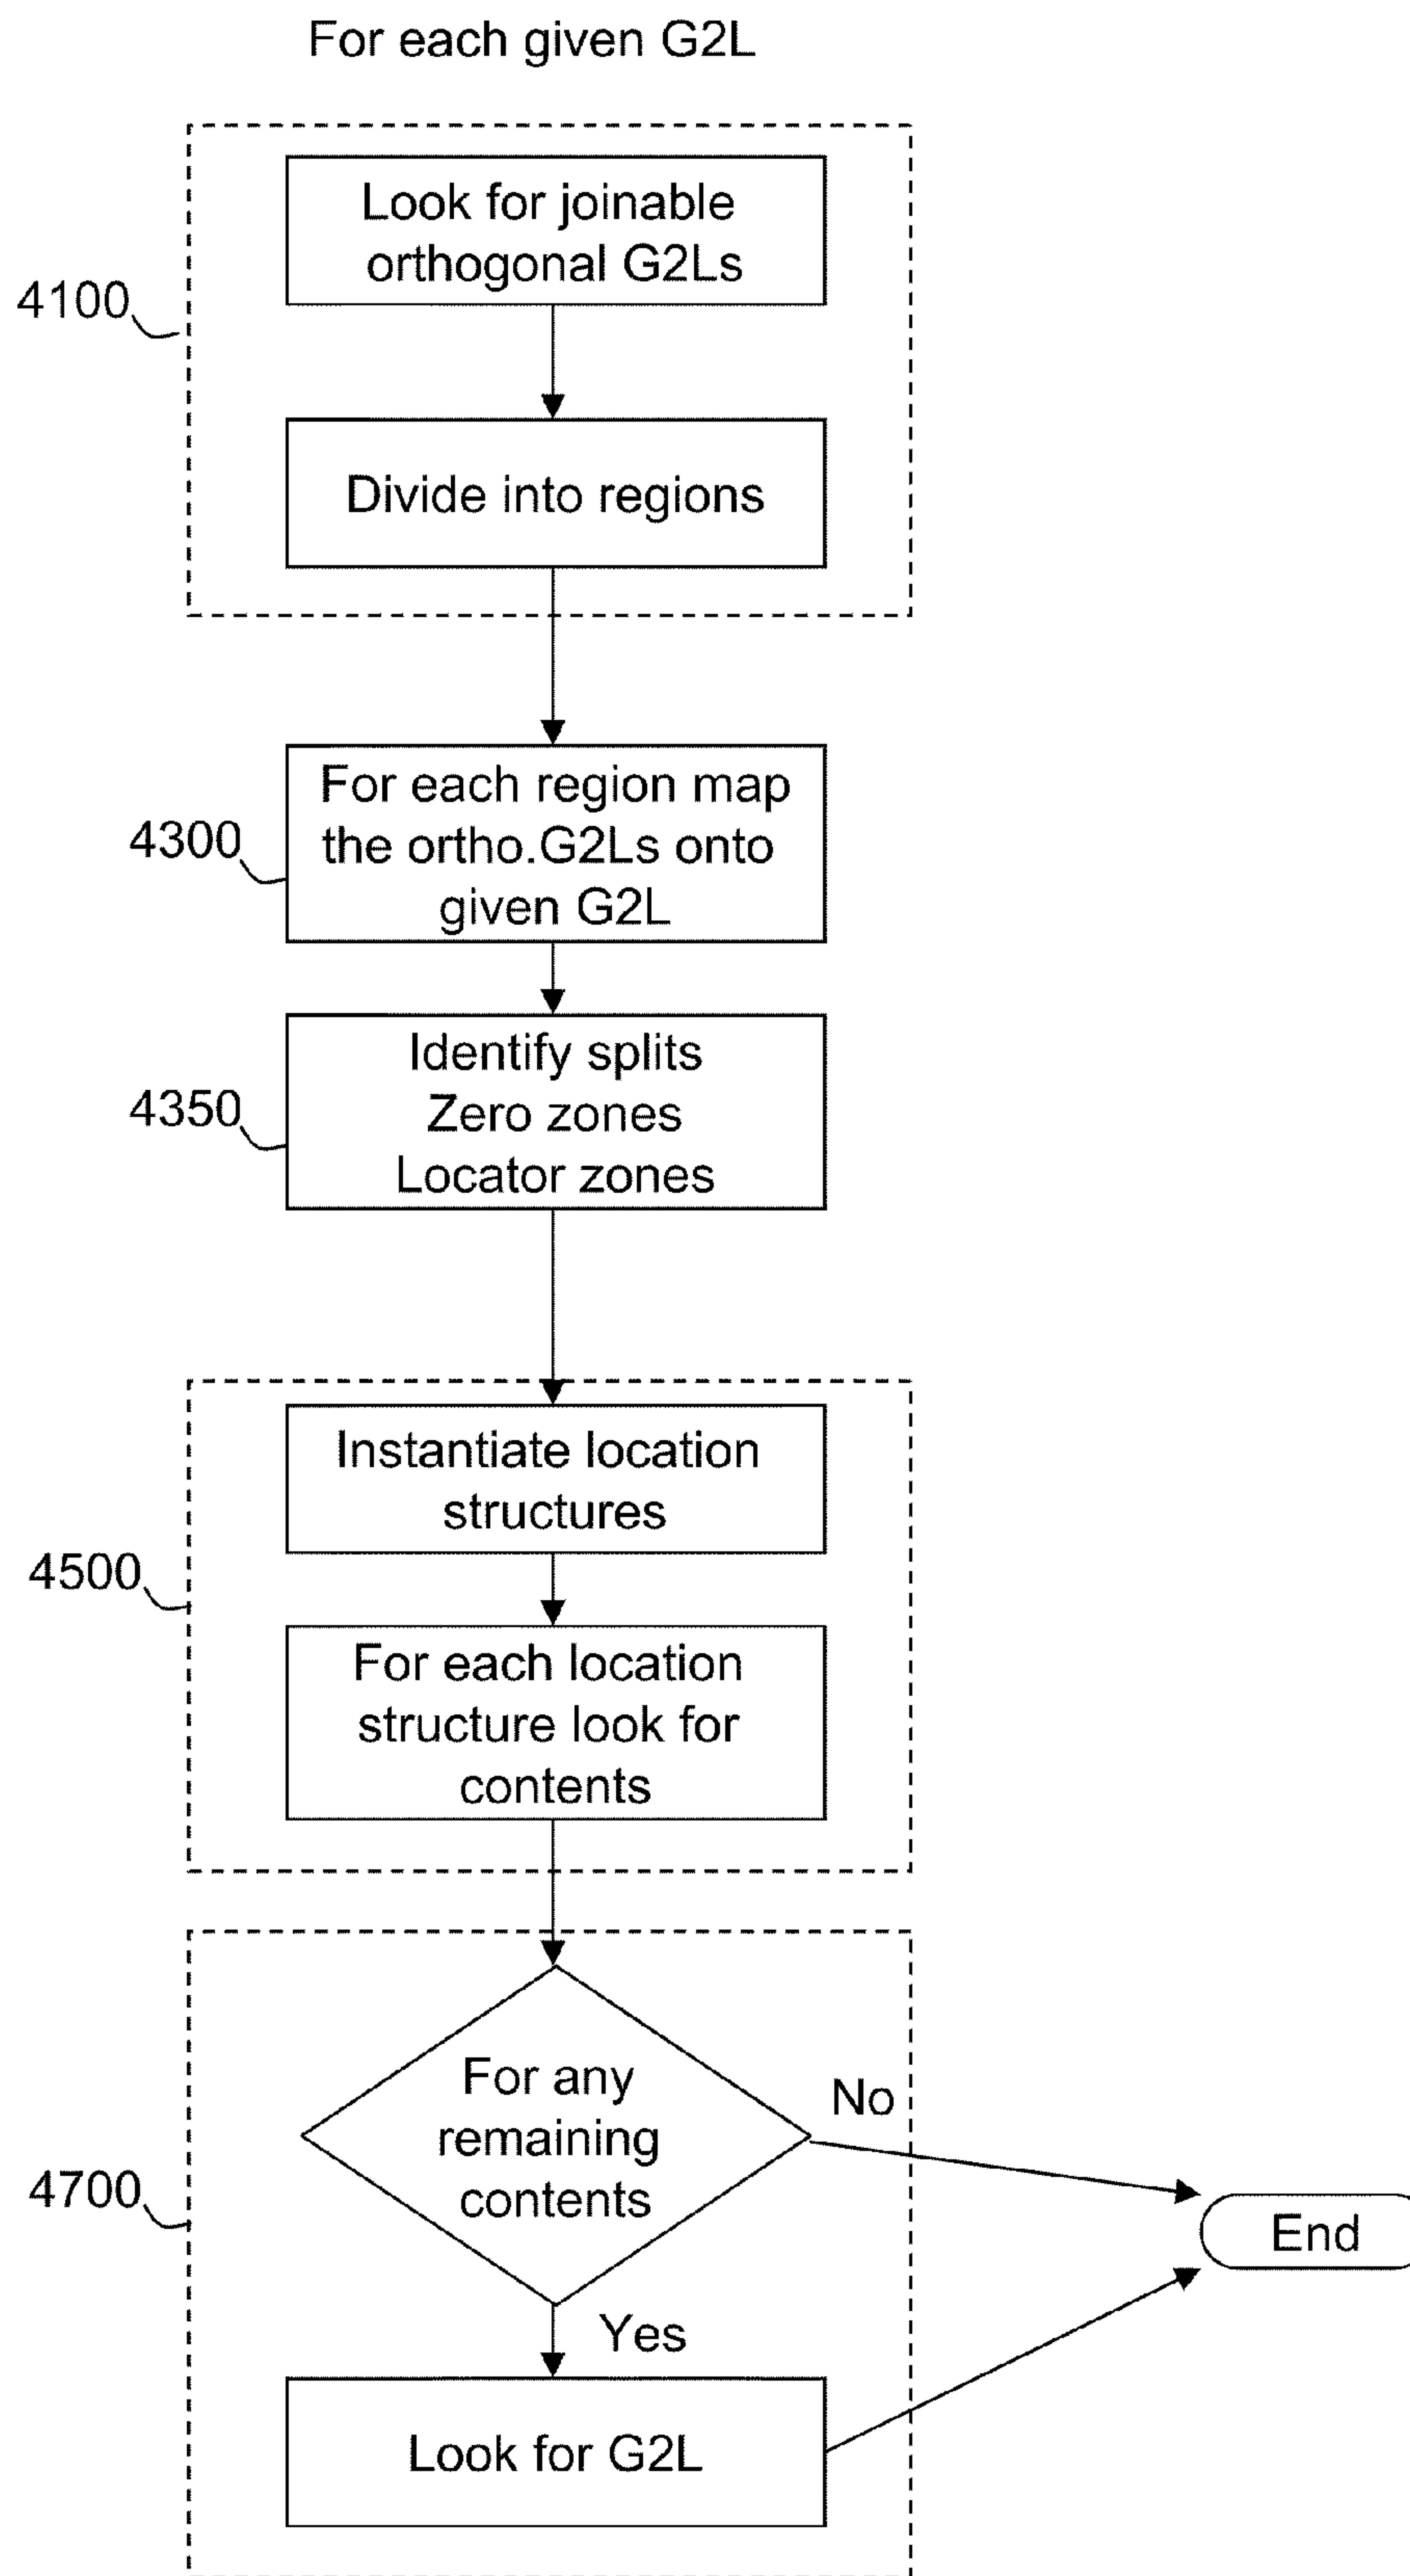 For each given G2L
Look for joinable
orthogonal G2Ls
4100
Divide into regions
For each region map
the ortho.G2Ls onto
given G2L
4300
Identify splits
Zero zones
Locator zones
4350
Instantiate location
structures
4500
For each location
structure look for
contents
For any
remaining
contents
No
4700
End
Yes
Look for G2L